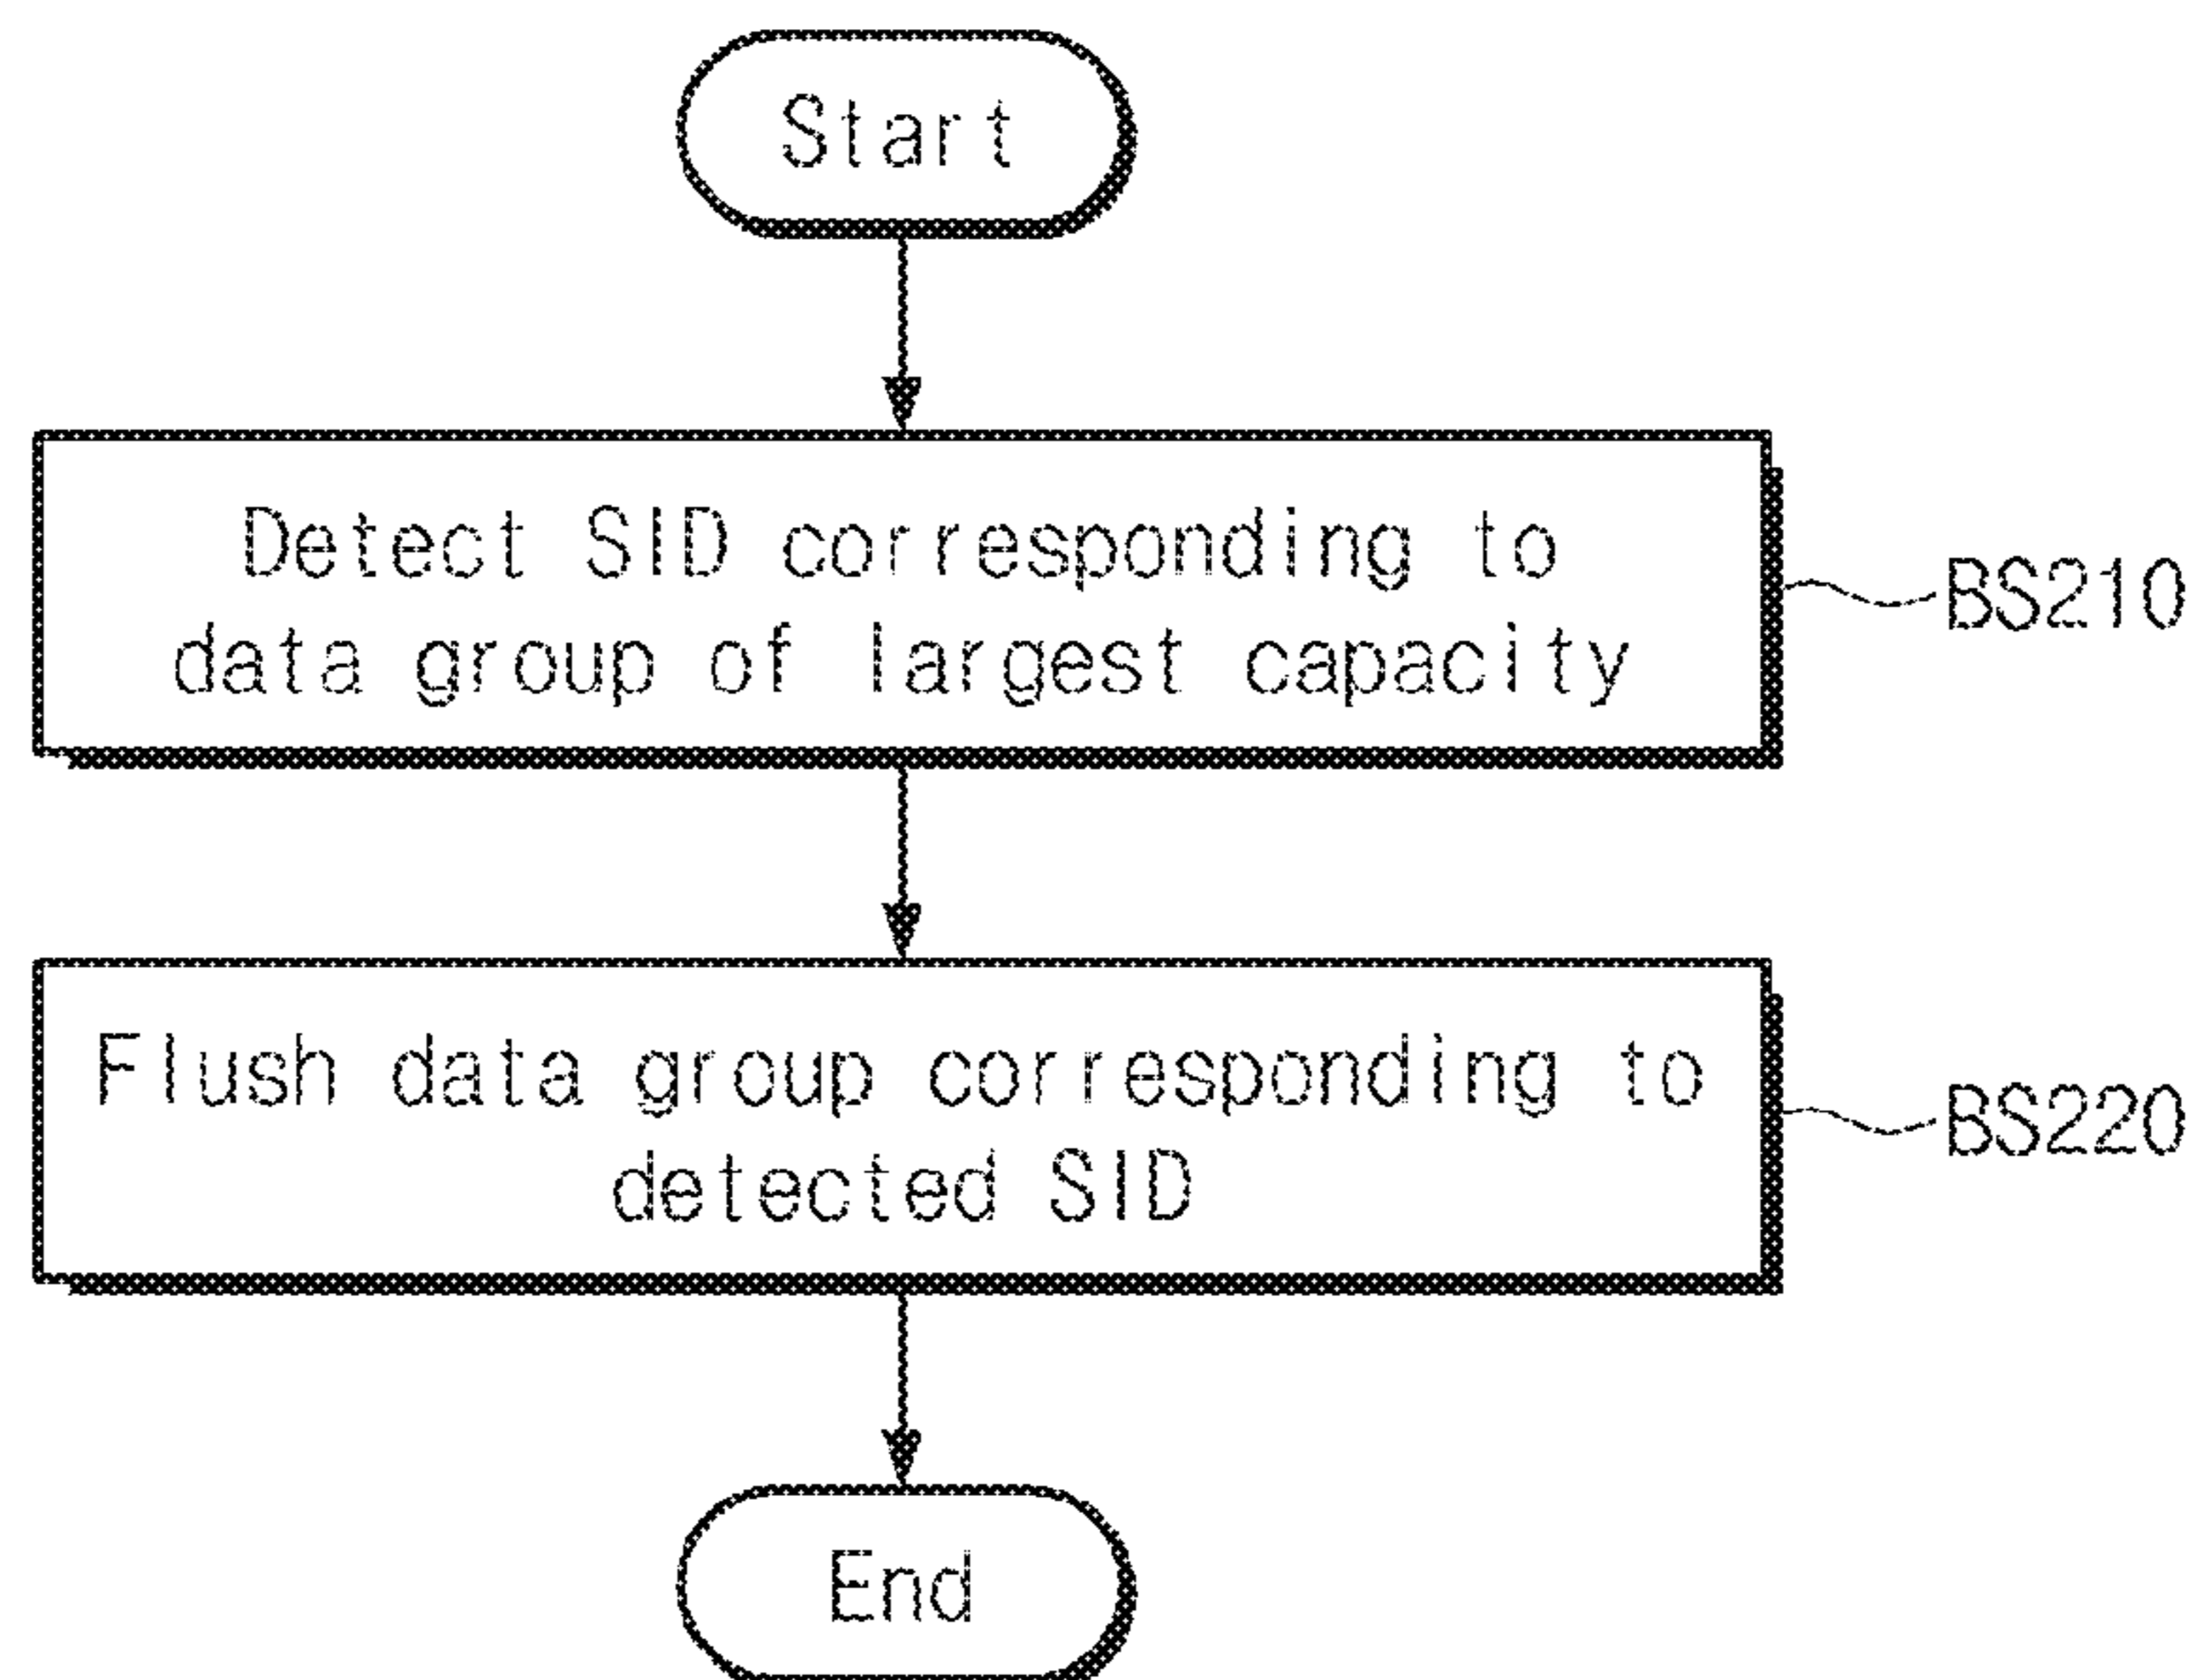 Start
Detect SID corresponding to
data group of largest capacity
BS210
Flush data group corresponding to
detected SID
BS220
End